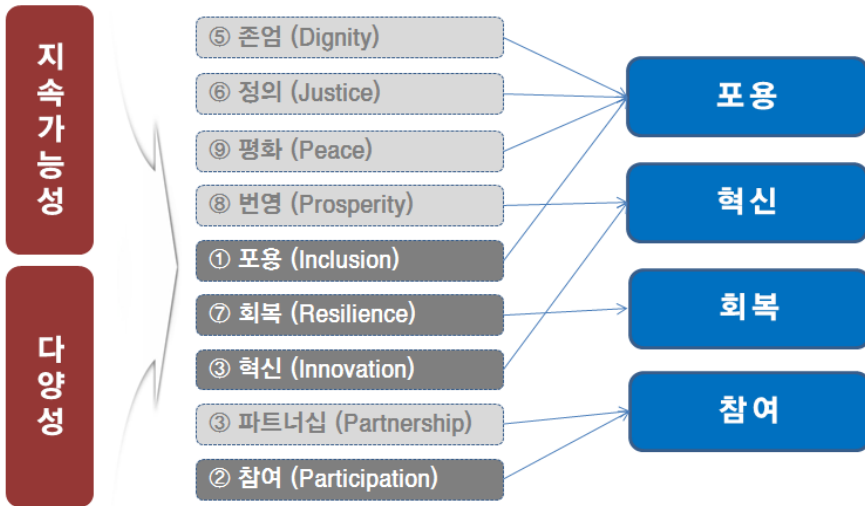 지속가능성
다양성
⑤ 존엄 (Dignity)
⑥ 정의 (Justice)
⑨ 평화 (Peace)
⑧ 번영 (Prosperity)
① 포용 (Inclusion)
⑦ 회복 (Resilience)
③ 혁신 (Innovation)
③ 파트너십 (Partnership)
② 참여 (Participation)
포용
혁신
회복
참여